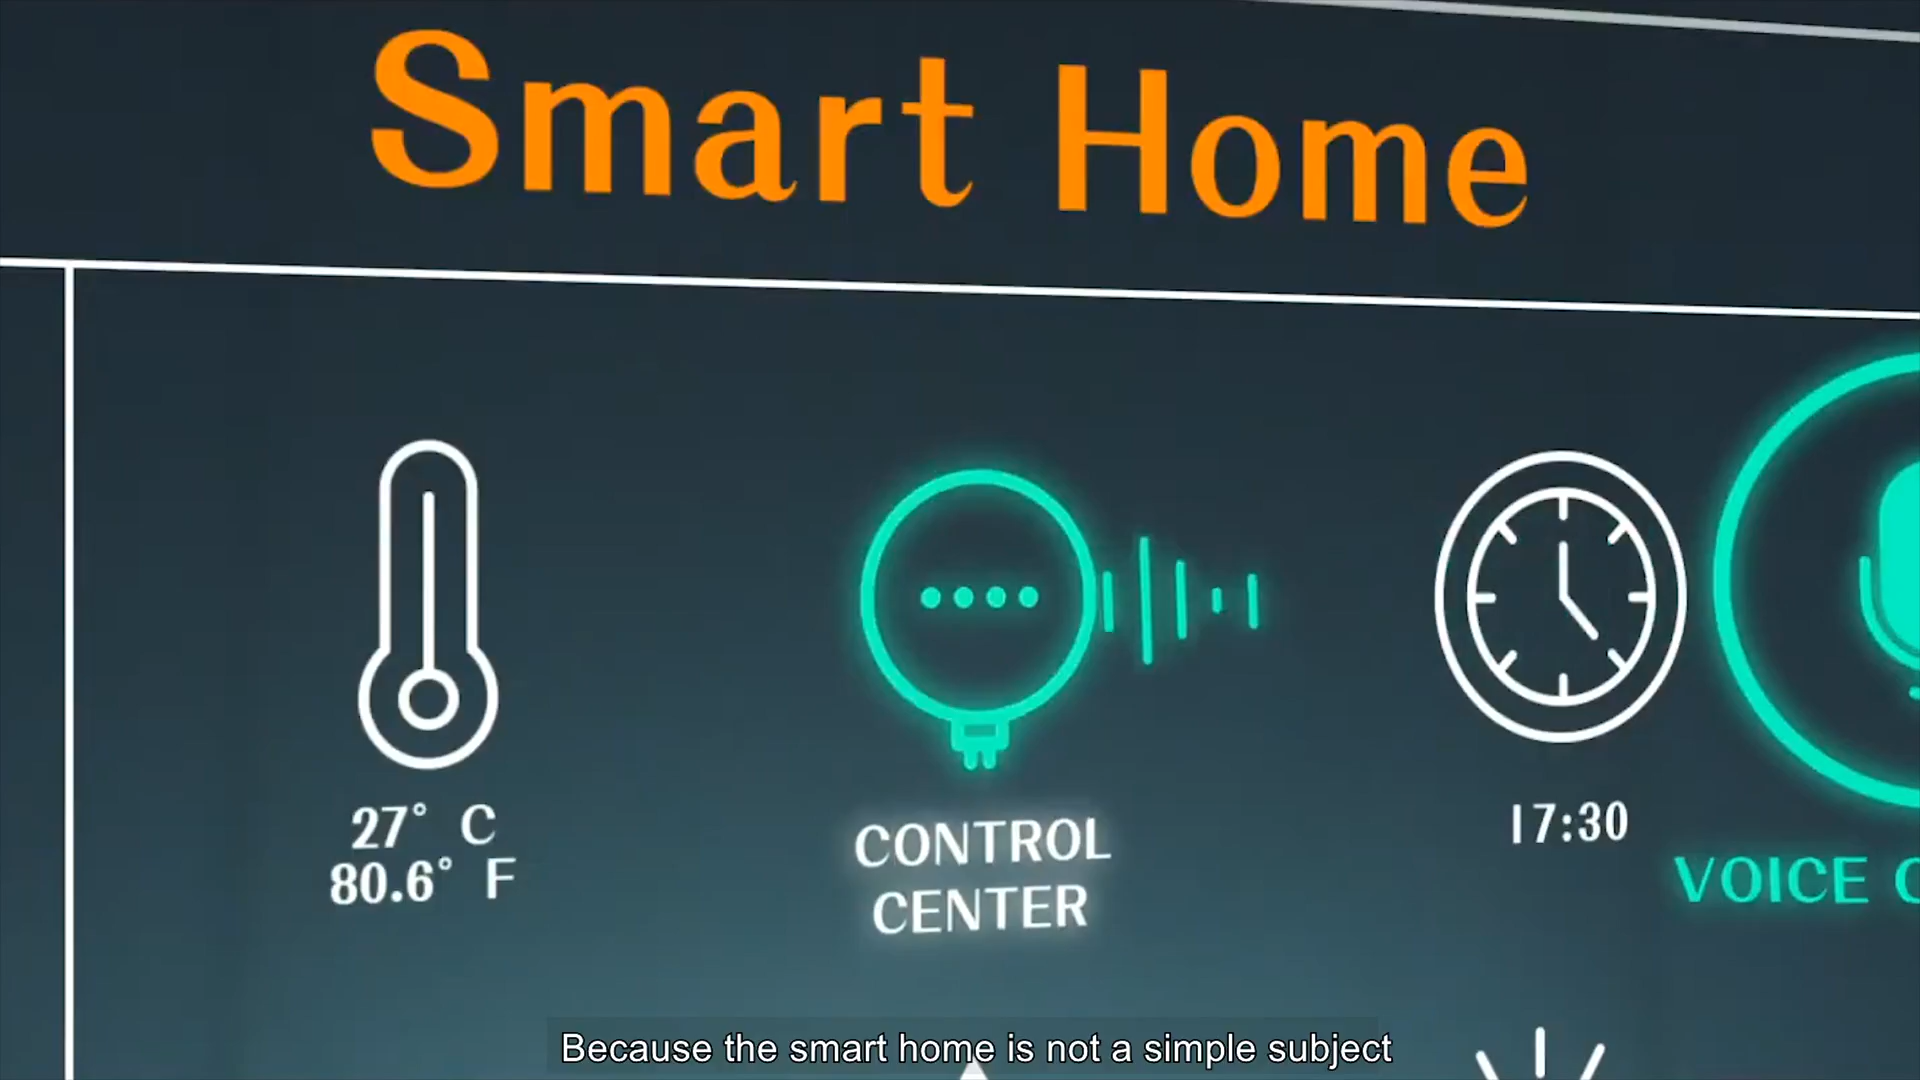 Smart Home
27° C
80.6° F
CONTROL
CENTER
17:30
VOICE
Because the smart home is not a simple subject